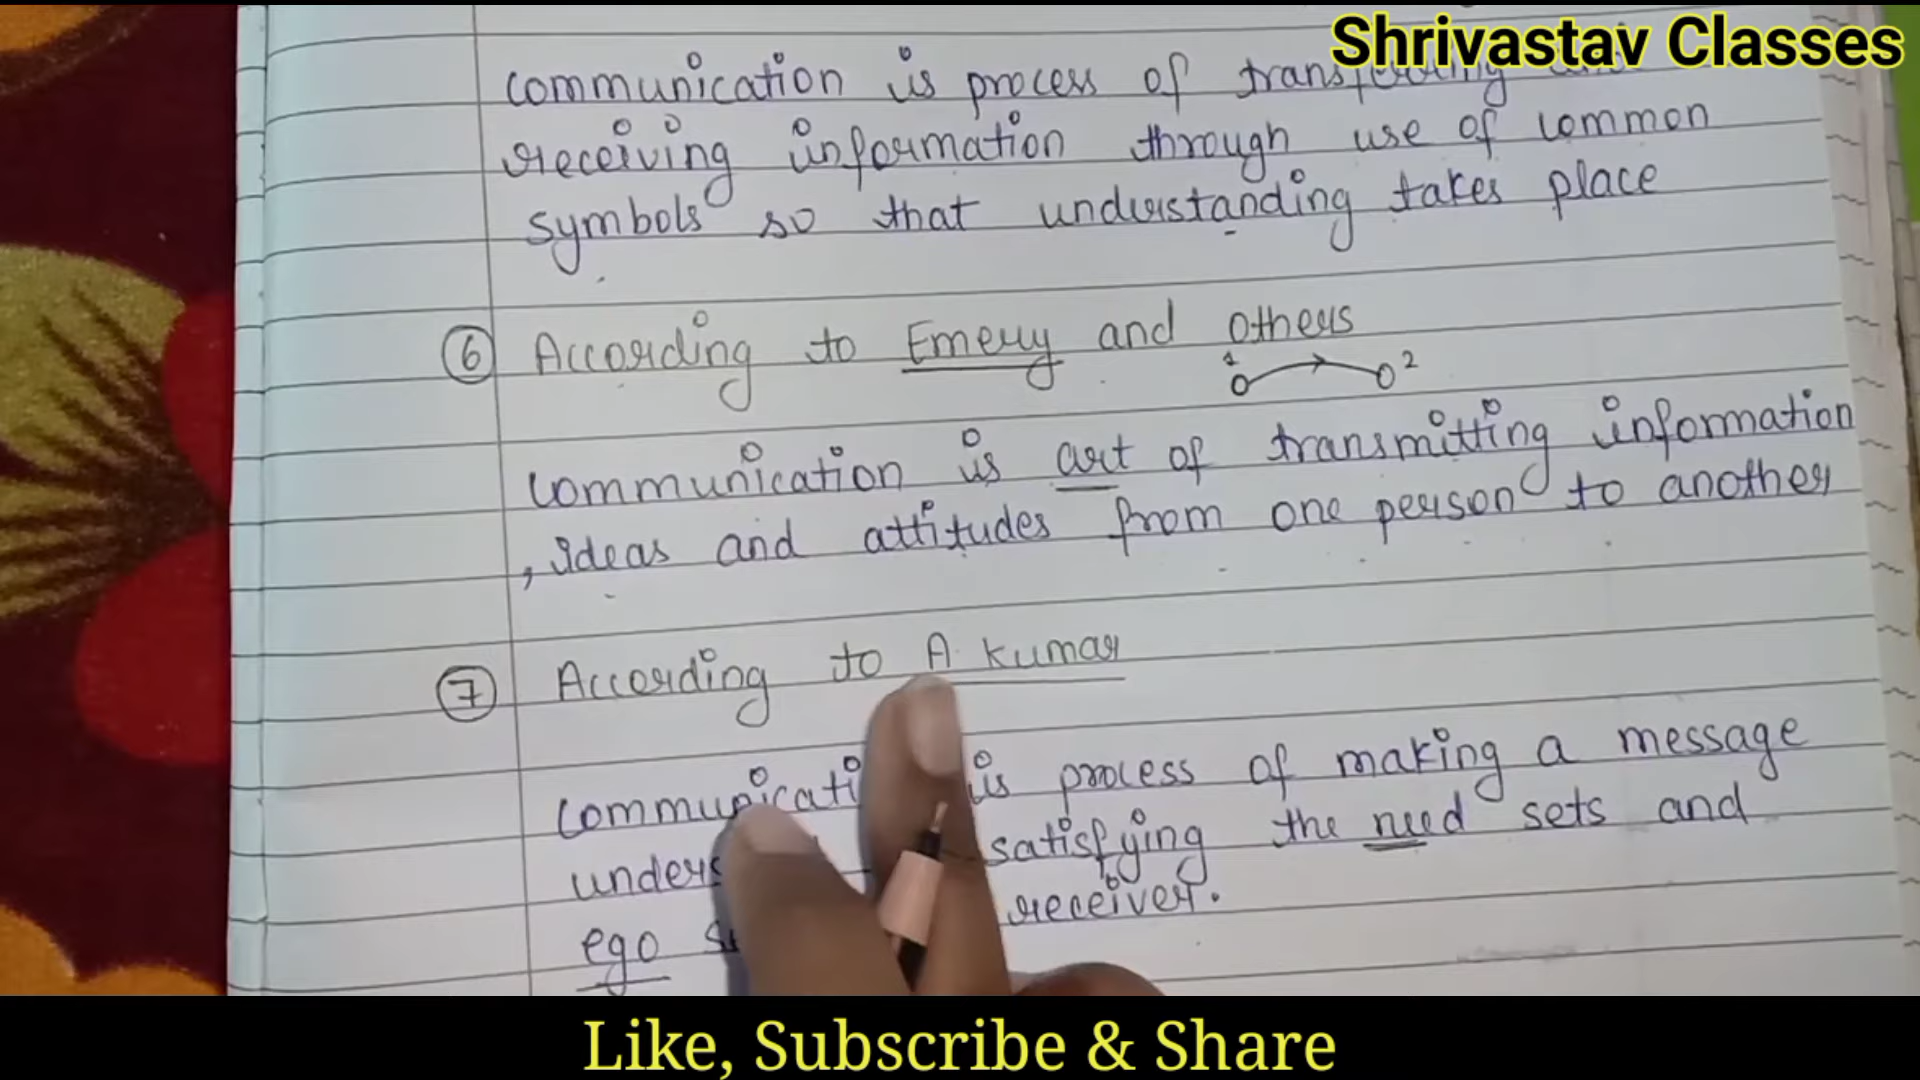 Shrivastav Classes
communication is process of transferring
receiving information through use of common
symbols so that understanding takes place
6 According to Emery and others
1 2
communication is art of transmitting information
, ideas and attitudes from one person to another
7 According to A. Kumar
is process of making a message
satisfying the need sets and
ego receiver.
Like, Subscribe & Share